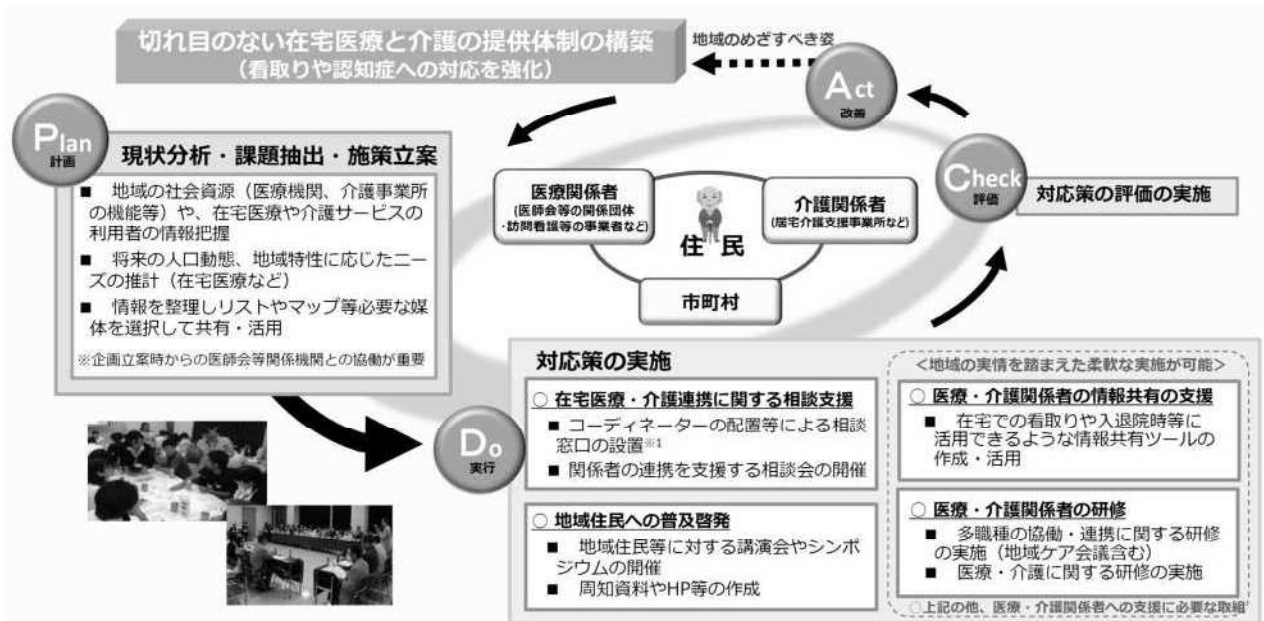 切れ目のない在宅医療と介護の提供体制の構築
(看取りや認知症への対応を強化)
地域のめざすべき姿
Act
改善
Plan
計画
現状分析・課題抽出・施策立案
■ 地域の社会資源(医療機関、介護事業所
の機能等)や、在宅医療や介護サービスの
利用者の情報把握
■ 将来の人口動態、地域特性に応じたニー
ズの推計(在宅医療など)
■ 情報を整理しリストやマップ等必要な媒
体を選択して共有・活用
※企画立案時からの医師会等関係機関との協働が重要
医療関係者
(医師会等の関係団体
・訪問看護等の事業者など)
住民
介護関係者
(居宅介護支援事業所など)
市町村
Check
評価
対応策の評価の実施
Do
実行
対応策の実施
○ 在宅医療・介護連携に関する相談支援
■ コーディネーターの配置等による相談
窓口の設置※1
■ 関係者の連携を支援する相談会の開催
○ 地域住民への普及啓発
■ 地域住民等に対する講演会やシンポ
ジウムの開催
■ 周知資料やHP等の作成
<地域の実情を踏まえた柔軟な実施が可能>
○ 医療・介護関係者の情報共有の支援
■ 在宅での看取りや入退院時等に
活用できるような情報共有ツールの
作成・活用
○ 医療・介護関係者の研修
■ 多職種の協働・連携に関する研修
の実施(地域ケア会議含む)
■ 医療・介護に関する研修の実施
○上記の他、医療・介護関係者への支援に必要な取組